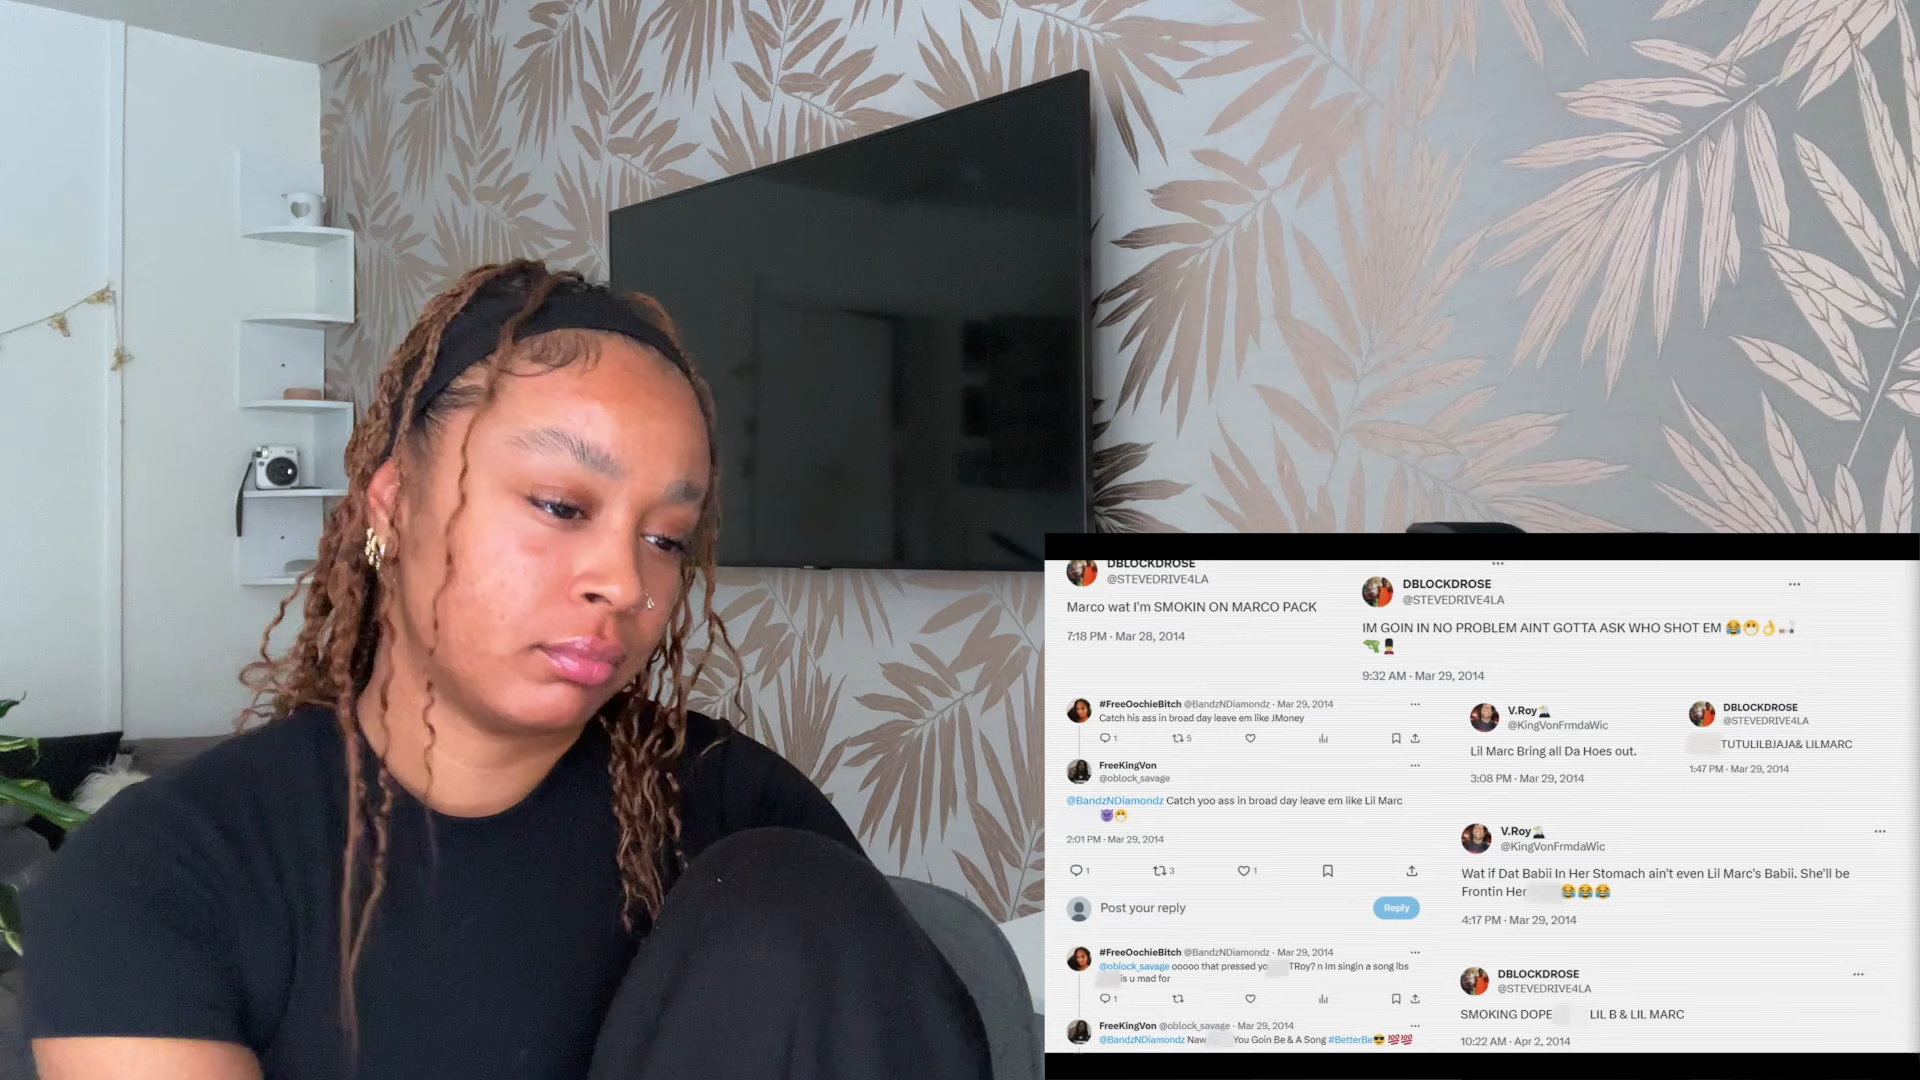 DBLOCKDROSE
@STEVEDRIVE4LA
Marco wat I'm SMOKIN ON MARCO PACK
7:18 PM · Mar 28, 2014
DBLOCKDROSE
@STEVEDRIVE4LA
IM GOIN IN NO PROBLEM AINT GOTTA ASK WHO SHOT EM 😂😷👌🚬
🔫💂
9:32 AM · Mar 29, 2014
#FreeOochieBitch @BandzNDiamondz · Mar 29, 2014
Catch his ass in broad day leave em like JMoney
1 5
FreeKingVon
@oblock_savage
@BandzNDiamondz Catch yoo ass in broad day leave em like Lil Marc
😈😷
2:01 PM · Mar 29, 2014
1 3 1
Post your reply
Reply
#FreeOochieBitch @BandzNDiamondz · Mar 29, 2014
@oblock_savage ooooo that pressed yo TRoy? n Im singin a song lbs
is u mad for
1
FreeKingVon @oblock_savage · Mar 29, 2014
@BandzNDiamondz Naw You Goin Be & A Song #BetterBe😎 💯💯
V.Roy
@KingVonFrmdaWic
Lil Marc Bring all Da Hoes out.
3:08 PM · Mar 29, 2014
DBLOCKDROSE
@STEVEDRIVE4LA
TUTULILBJAJA& LILMARC
1:47 PM · Mar 29, 2014
V.Roy
@KingVonFrmdaWic
Wat if Dat Babii In Her Stomach ain't even Lil Marc's Babii. She'll be
Frontin Her 😂😂😂
4:17 PM · Mar 29, 2014
DBLOCKDROSE
@STEVEDRIVE4LA
SMOKING DOPE LIL B & LIL MARC
10:22 AM · Apr 2, 2014